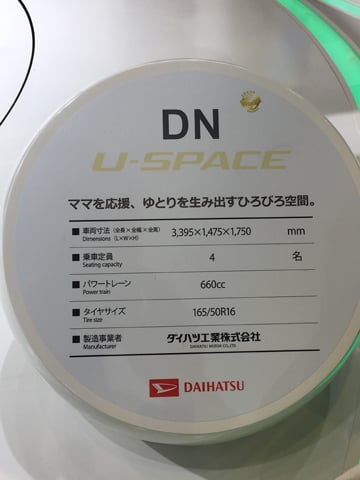 DN
U-SPACE
ママを応援、ゆとりを生み出すひろびろ空間。
■車両寸法（全長×全幅×全高） 3,395×1,475×1,750 mm
Dimensions (L×W×H)
■乗車定員 4 名
Seating capacity
■パワートレーン 660cc
Power train
■タイヤサイズ 165/50R16
Tire size
■製造事業者 ダイハツ工業株式会社
Manufacturer DAIHATSU MOTOR CO.,LTD.
DAIHATSU